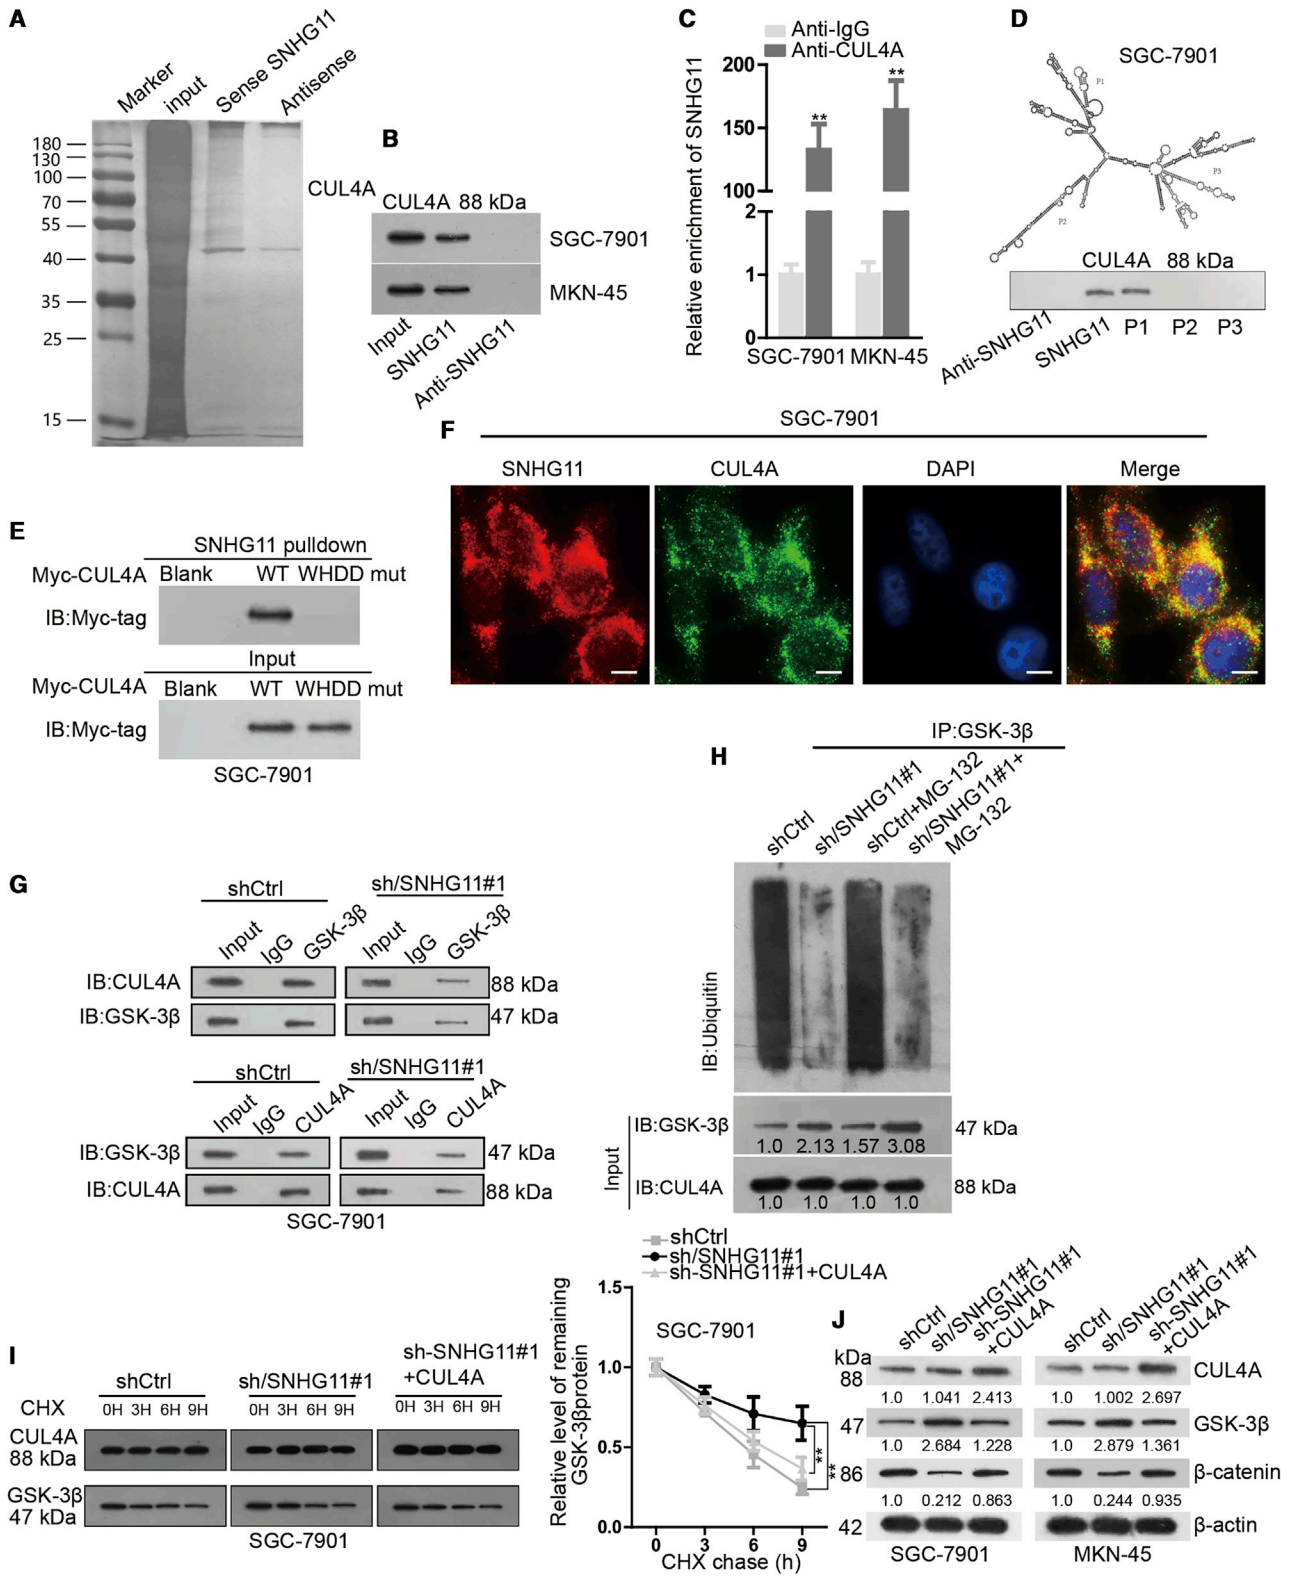 A
Marker
input
Sense SNHG11
Antisense
180
130
100
70
55
40
35
25
15
CUL4A
B
CUL4A 88 kDa
SGC-7901
MKN-45
Input
SNHG11
Anti-SNHG11
C
Anti-IgG
Anti-CUL4A
Relative enrichment of SNHG11
200
150
100
2
1
0
**
**
SGC-7901 MKN-45
D
SGC-7901
P1
P2
P3
CUL4A 88 kDa
Anti-SNHG11
SNHG11
P1
P2
P3
E
SNHG11 pulldown
Myc-CUL4A Blank WT WHDD mut
IB:Myc-tag
Input
Myc-CUL4A Blank WT WHDD mut
IB:Myc-tag
SGC-7901
F
SGC-7901
SNHG11 CUL4A DAPI Merge
G
shCtrl
sh/SNHG11#1
Input IgG GSK-3β
Input IgG GSK-3β
IB:CUL4A 88 kDa
IB:GSK-3β 47 kDa
shCtrl
sh/SNHG11#1
Input IgG CUL4A
Input IgG CUL4A
IB:GSK-3β 47 kDa
IB:CUL4A 88 kDa
SGC-7901
H
IP:GSK-3β
shCtrl
sh/SNHG11#1
shCtrl+MG-132
sh/SNHG11#1+
MG-132
IB:Ubiquitin
Input
IB:GSK-3β 47 kDa
1.0 2.13 1.57 3.08
IB:CUL4A 88 kDa
1.0 1.0 1.0 1.0
I
shCtrl
sh/SNHG11#1
sh-SNHG11#1
+CUL4A
CHX 0H 3H 6H 9H 0H 3H 6H 9H 0H 3H 6H 9H
CUL4A
88 kDa
GSK-3β
47 kDa
SGC-7901
shCtrl
sh/SNHG11#1
sh-SNHG11#1+CUL4A
Relative level of remaining
GSK-3βprotein
SGC-7901
1.5
1.0
0.5
0.0
**
**
0 3 6 9
CHX chase (h)
J
shCtrl
sh/SNHG11#1
sh-SNHG11#1
+CUL4A
shCtrl
sh/SNHG11#1
sh-SNHG11#1
+CUL4A
kDa
88 CUL4A
1.0 1.041 2.413 1.0 1.002 2.697
47 GSK-3β
1.0 2.684 1.228 1.0 2.879 1.361
86 β-catenin
1.0 0.212 0.863 1.0 0.244 0.935
42 β-actin
SGC-7901 MKN-45